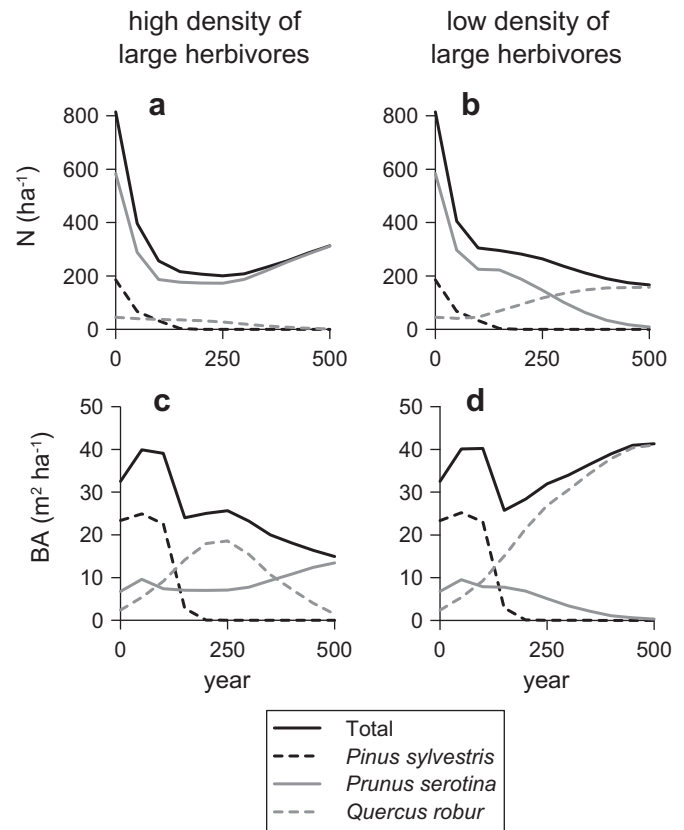 high density of
large herbivores
low density of
large herbivores
a
b
N (ha⁻¹)
800
600
400
200
0
0
250
500
800
600
400
200
0
0
250
500
c
d
BA (m² ha⁻¹)
50
40
30
20
10
0
0
250
500
year
50
40
30
20
10
0
0
250
500
year
Total
Pinus sylvestris
Prunus serotina
Quercus robur